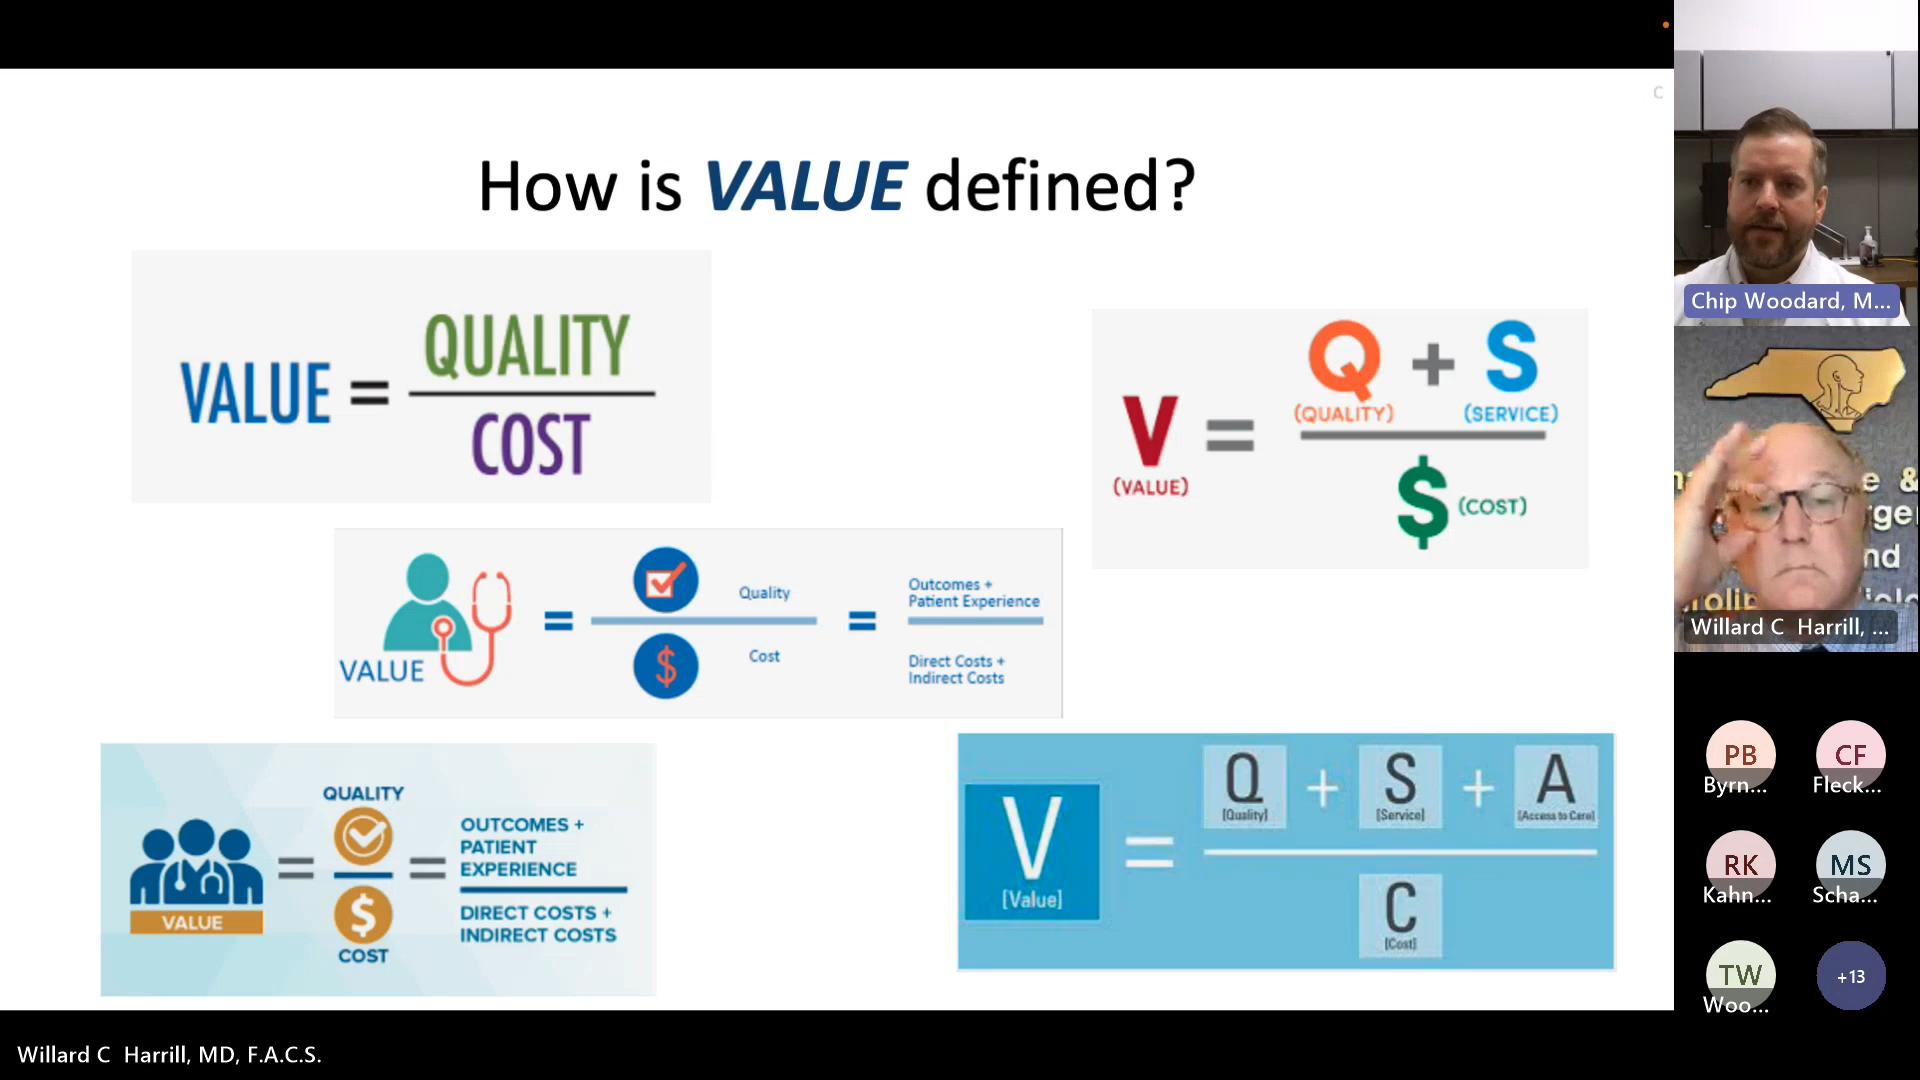 How is VALUE defined?
VALUE = QUALITY
COST
V = Q + S
(VALUE)
(QUALITY) (SERVICE)
$ (COST)
VALUE
=
Quality
$ Cost
=
Outcomes +
Patient Experience
Direct Costs +
Indirect Costs
VALUE
=
QUALITY
$
COST
=
OUTCOMES +
PATIENT
EXPERIENCE
DIRECT COSTS +
INDIRECT COSTS
V = Q + S + A
[Value]
[Quality] [Service] [Access to Care]
C
[Cost]
C
Chip Woodard, M...
Willard C Harrill, ...
PB
Byrn...
CF
Fleck...
RK
Kahn...
MS
Scha...
TW
Woo...
+13
Willard C Harrill, MD, F.A.C.S.